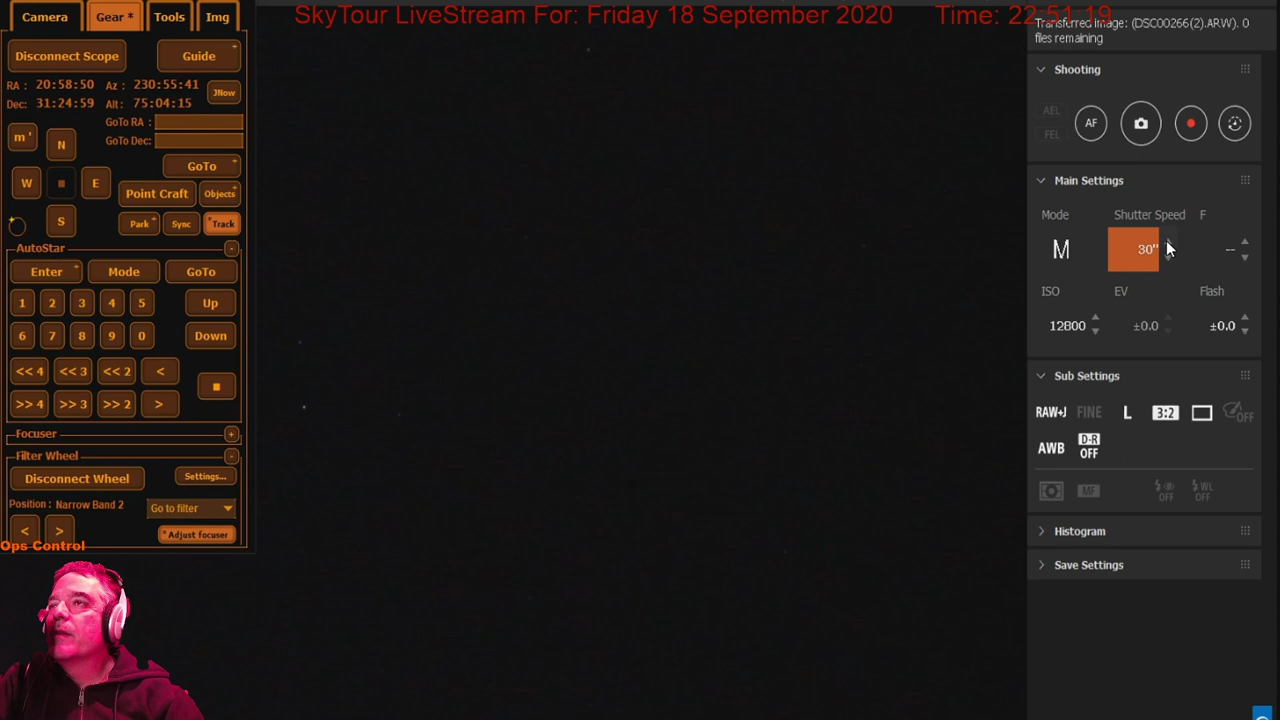 SkyTour LiveStream For: Friday 18 September 2020 Time: 22:51:19
Camera Gear * Tools Img
Disconnect Scope Guide +
RA : 20:58:50 Az : 230:55:41 JNow
Dec: 31:24:59 Alt : 75:04:15
GoTo RA :
GoTo Dec:
m ' N
GoTo +
W E Point Craft Objects +
S Park + Sync * Track
AutoStar -
Enter + Mode GoTo
1 2 3 4 5 Up
6 7 8 9 0 Down
<< 4 << 3 << 2 <
>> 4 >> 3 >> 2 >
Focuser +
Filter Wheel -
Disconnect Wheel Settings...
Position : Narrow Band 2 Go to filter
< > * Adjust focuser
Ops Control
Transferred image: (DSC00266(2).ARW). 0
files remaining
Shooting
AEL
FEL
AF
Main Settings
Mode Shutter Speed F
M 30" --
ISO EV Flash
12800 ±0.0 ±0.0
Sub Settings
RAW+J FINE L 3:2 OFF
AWB D-R OFF
MF OFF WL OFF
Histogram
Save Settings